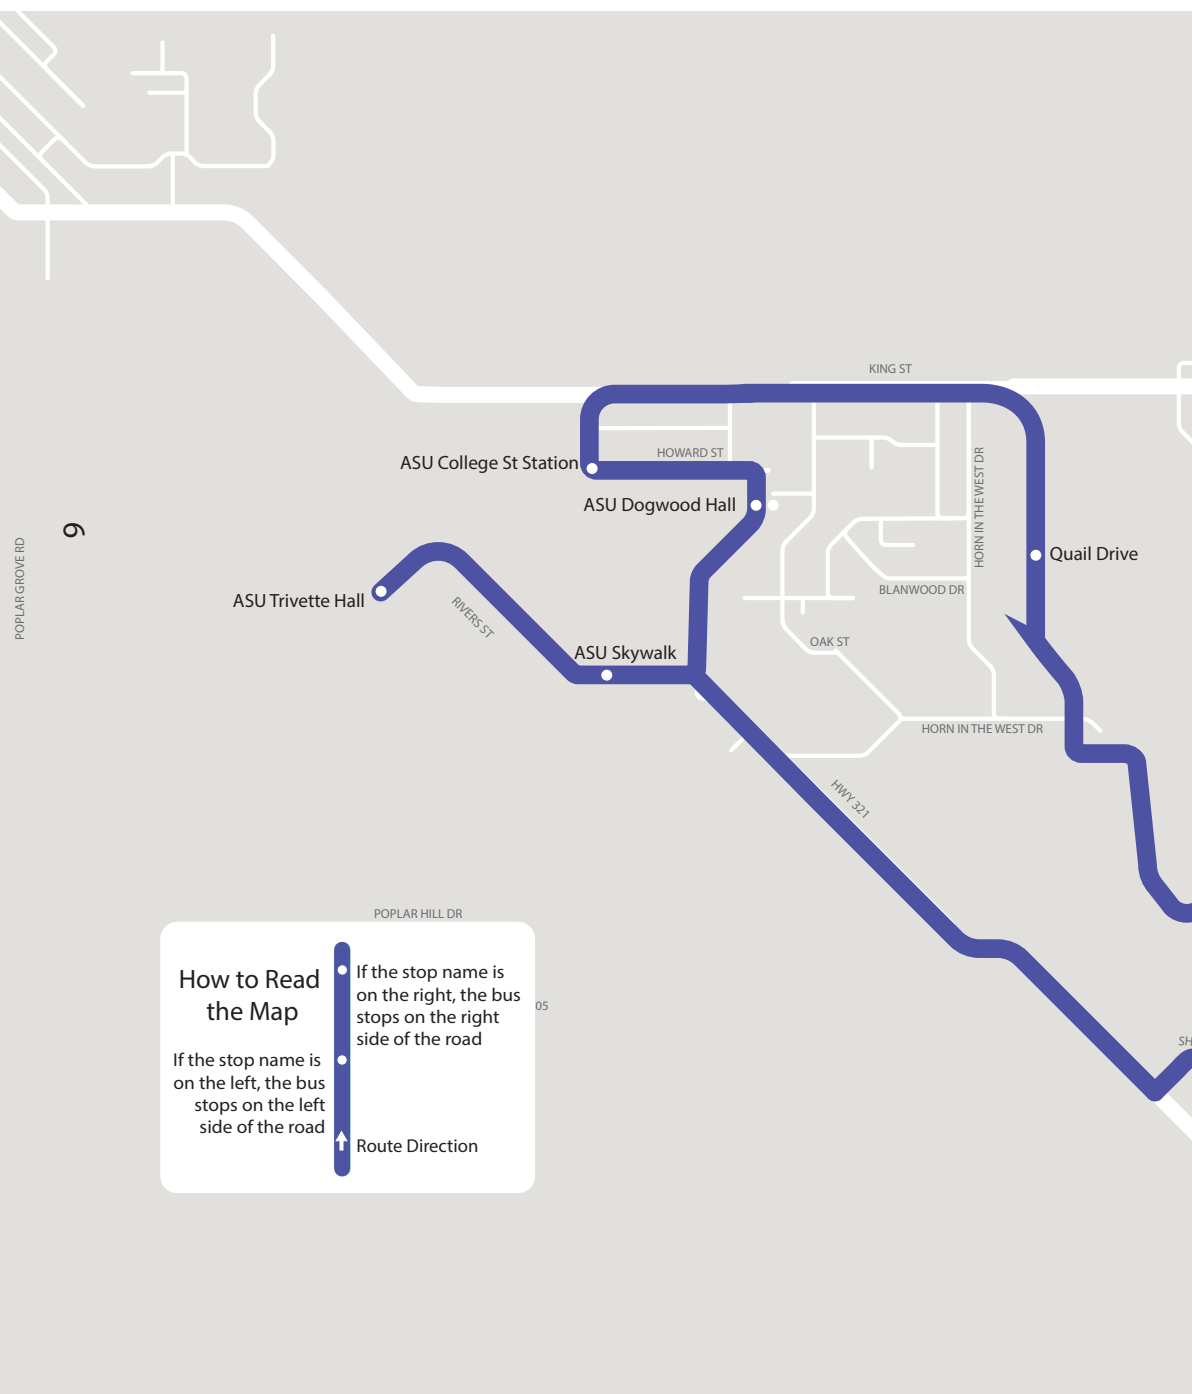 KING ST
HOWARD ST
ASU College St Station
HORN IN THE WEST DR
ASU Dogwood Hall
9
POPLAR GROVE RD
Quail Drive
BLANWOOD DR
ASU Trivette Hall
RIVERS ST
OAK ST
ASU Skywalk
HORN IN THE WEST DR
HWY 321
POPLAR HILL DR
How to Read
the Map
If the stop name is
on the right, the bus
stops on the right
side of the road
05
If the stop name is
on the left, the bus
stops on the left
side of the road
Route Direction
SH